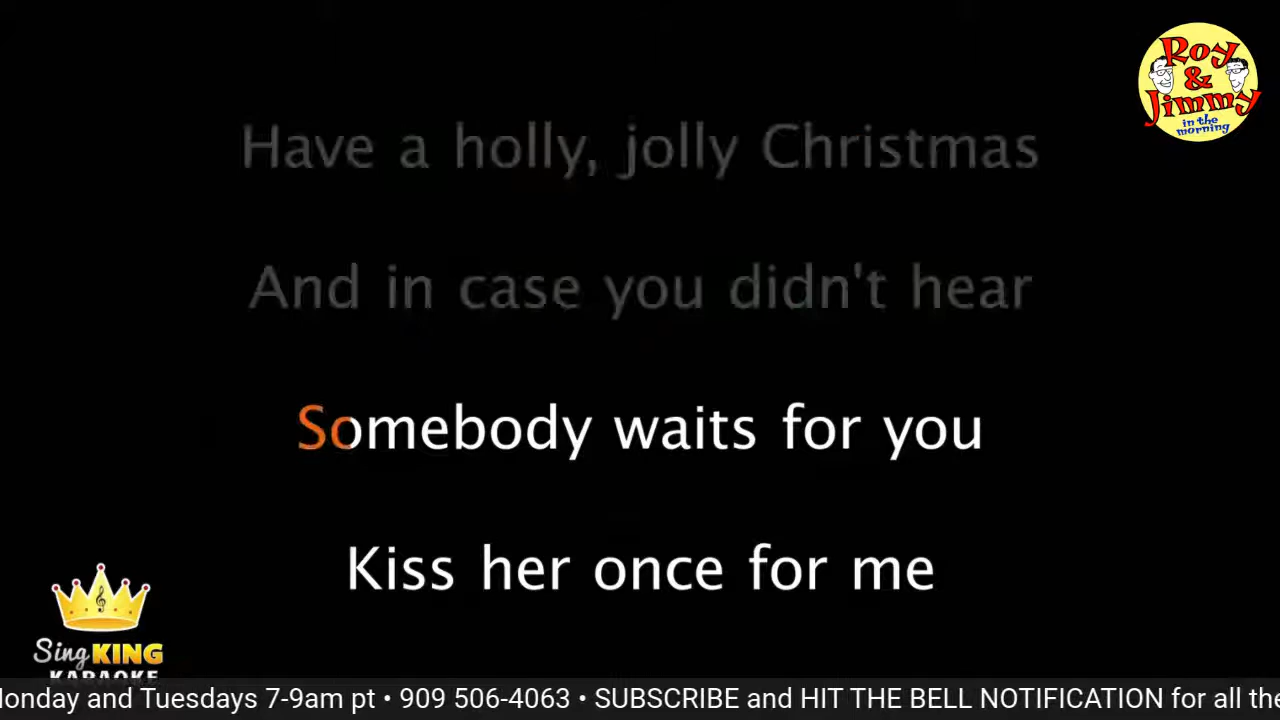 Roy
&
Jimmy
in the
morning
Have a holly, jolly Christmas
And in case you didn't hear
Somebody waits for you
Kiss her once for me
Sing KING
KARAOKE
onday and Tuesdays 7-9am pt • 909 506-4063 • SUBSCRIBE and HIT THE BELL NOTIFICATION for all the